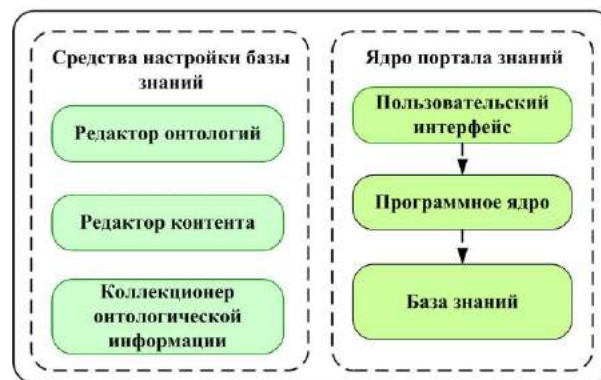 Средства настройки базы
знаний
Редактор онтологий
Редактор контента
Коллекционер
онтологической
информации
Ядро портала знаний
Пользовательский
интерфейс
Программное ядро
База знаний